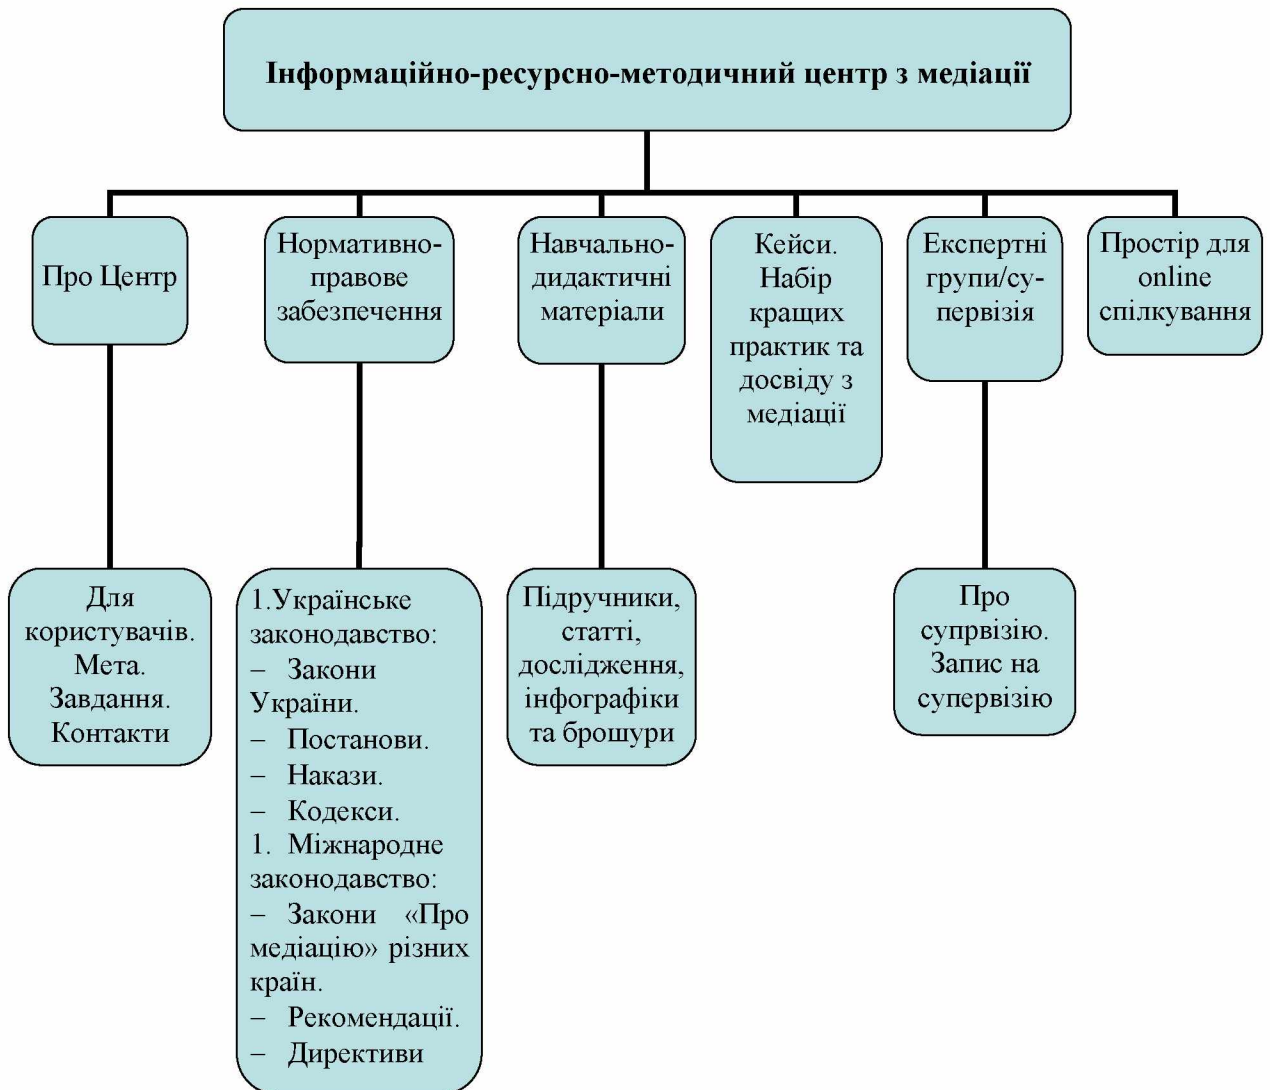 Інформаційно-ресурсно-методичний центр з медіації
Про Центр
Нормативно-
правове
забезпечення
Навчально-
дидактичні
матеріали
Кейси.
Набір
кращих
практик та
досвіду з
медіації
Експертні
групи/су-
первізія
Простір для
online
спілкування
Для
користувачів.
Мета.
Завдання.
Контакти
1.Українське
законодавство:
– Закони
України.
– Постанови.
– Накази.
– Кодекси.
1. Міжнародне
законодавство:
– Закони «Про
медіацію» різних
країн.
– Рекомендації.
– Директиви
Підручники,
статті,
дослідження,
інфографіки
та брошури
Про
супрвізію.
Запис на
супервізію